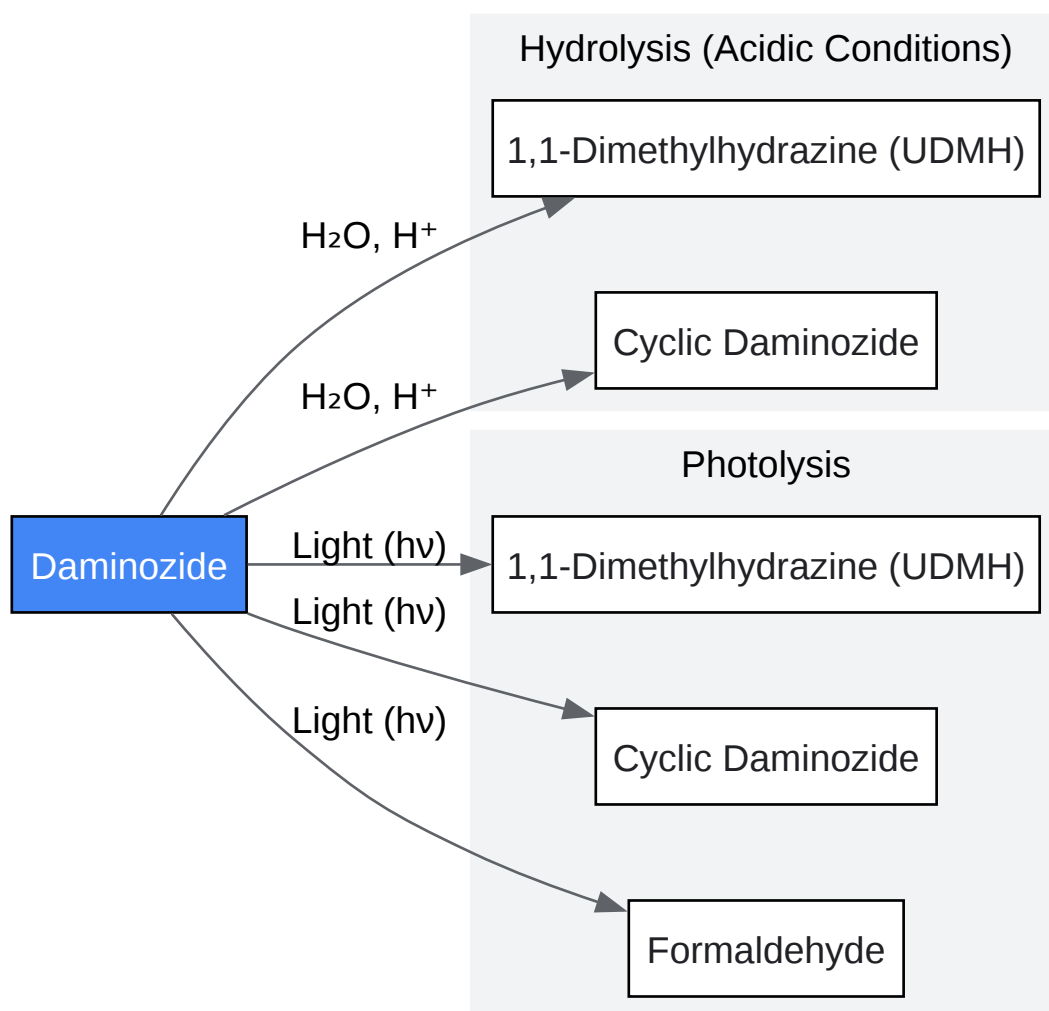 Hydrolysis (Acidic Conditions)
1,1-Dimethylhydrazine (UDMH)
H₂O, H⁺
Cyclic Daminozide
H₂O, H⁺
Photolysis
Daminozide
Light (hν)
1,1-Dimethylhydrazine (UDMH)
Light (hν)
Light (hν)
Cyclic Daminozide
Formaldehyde